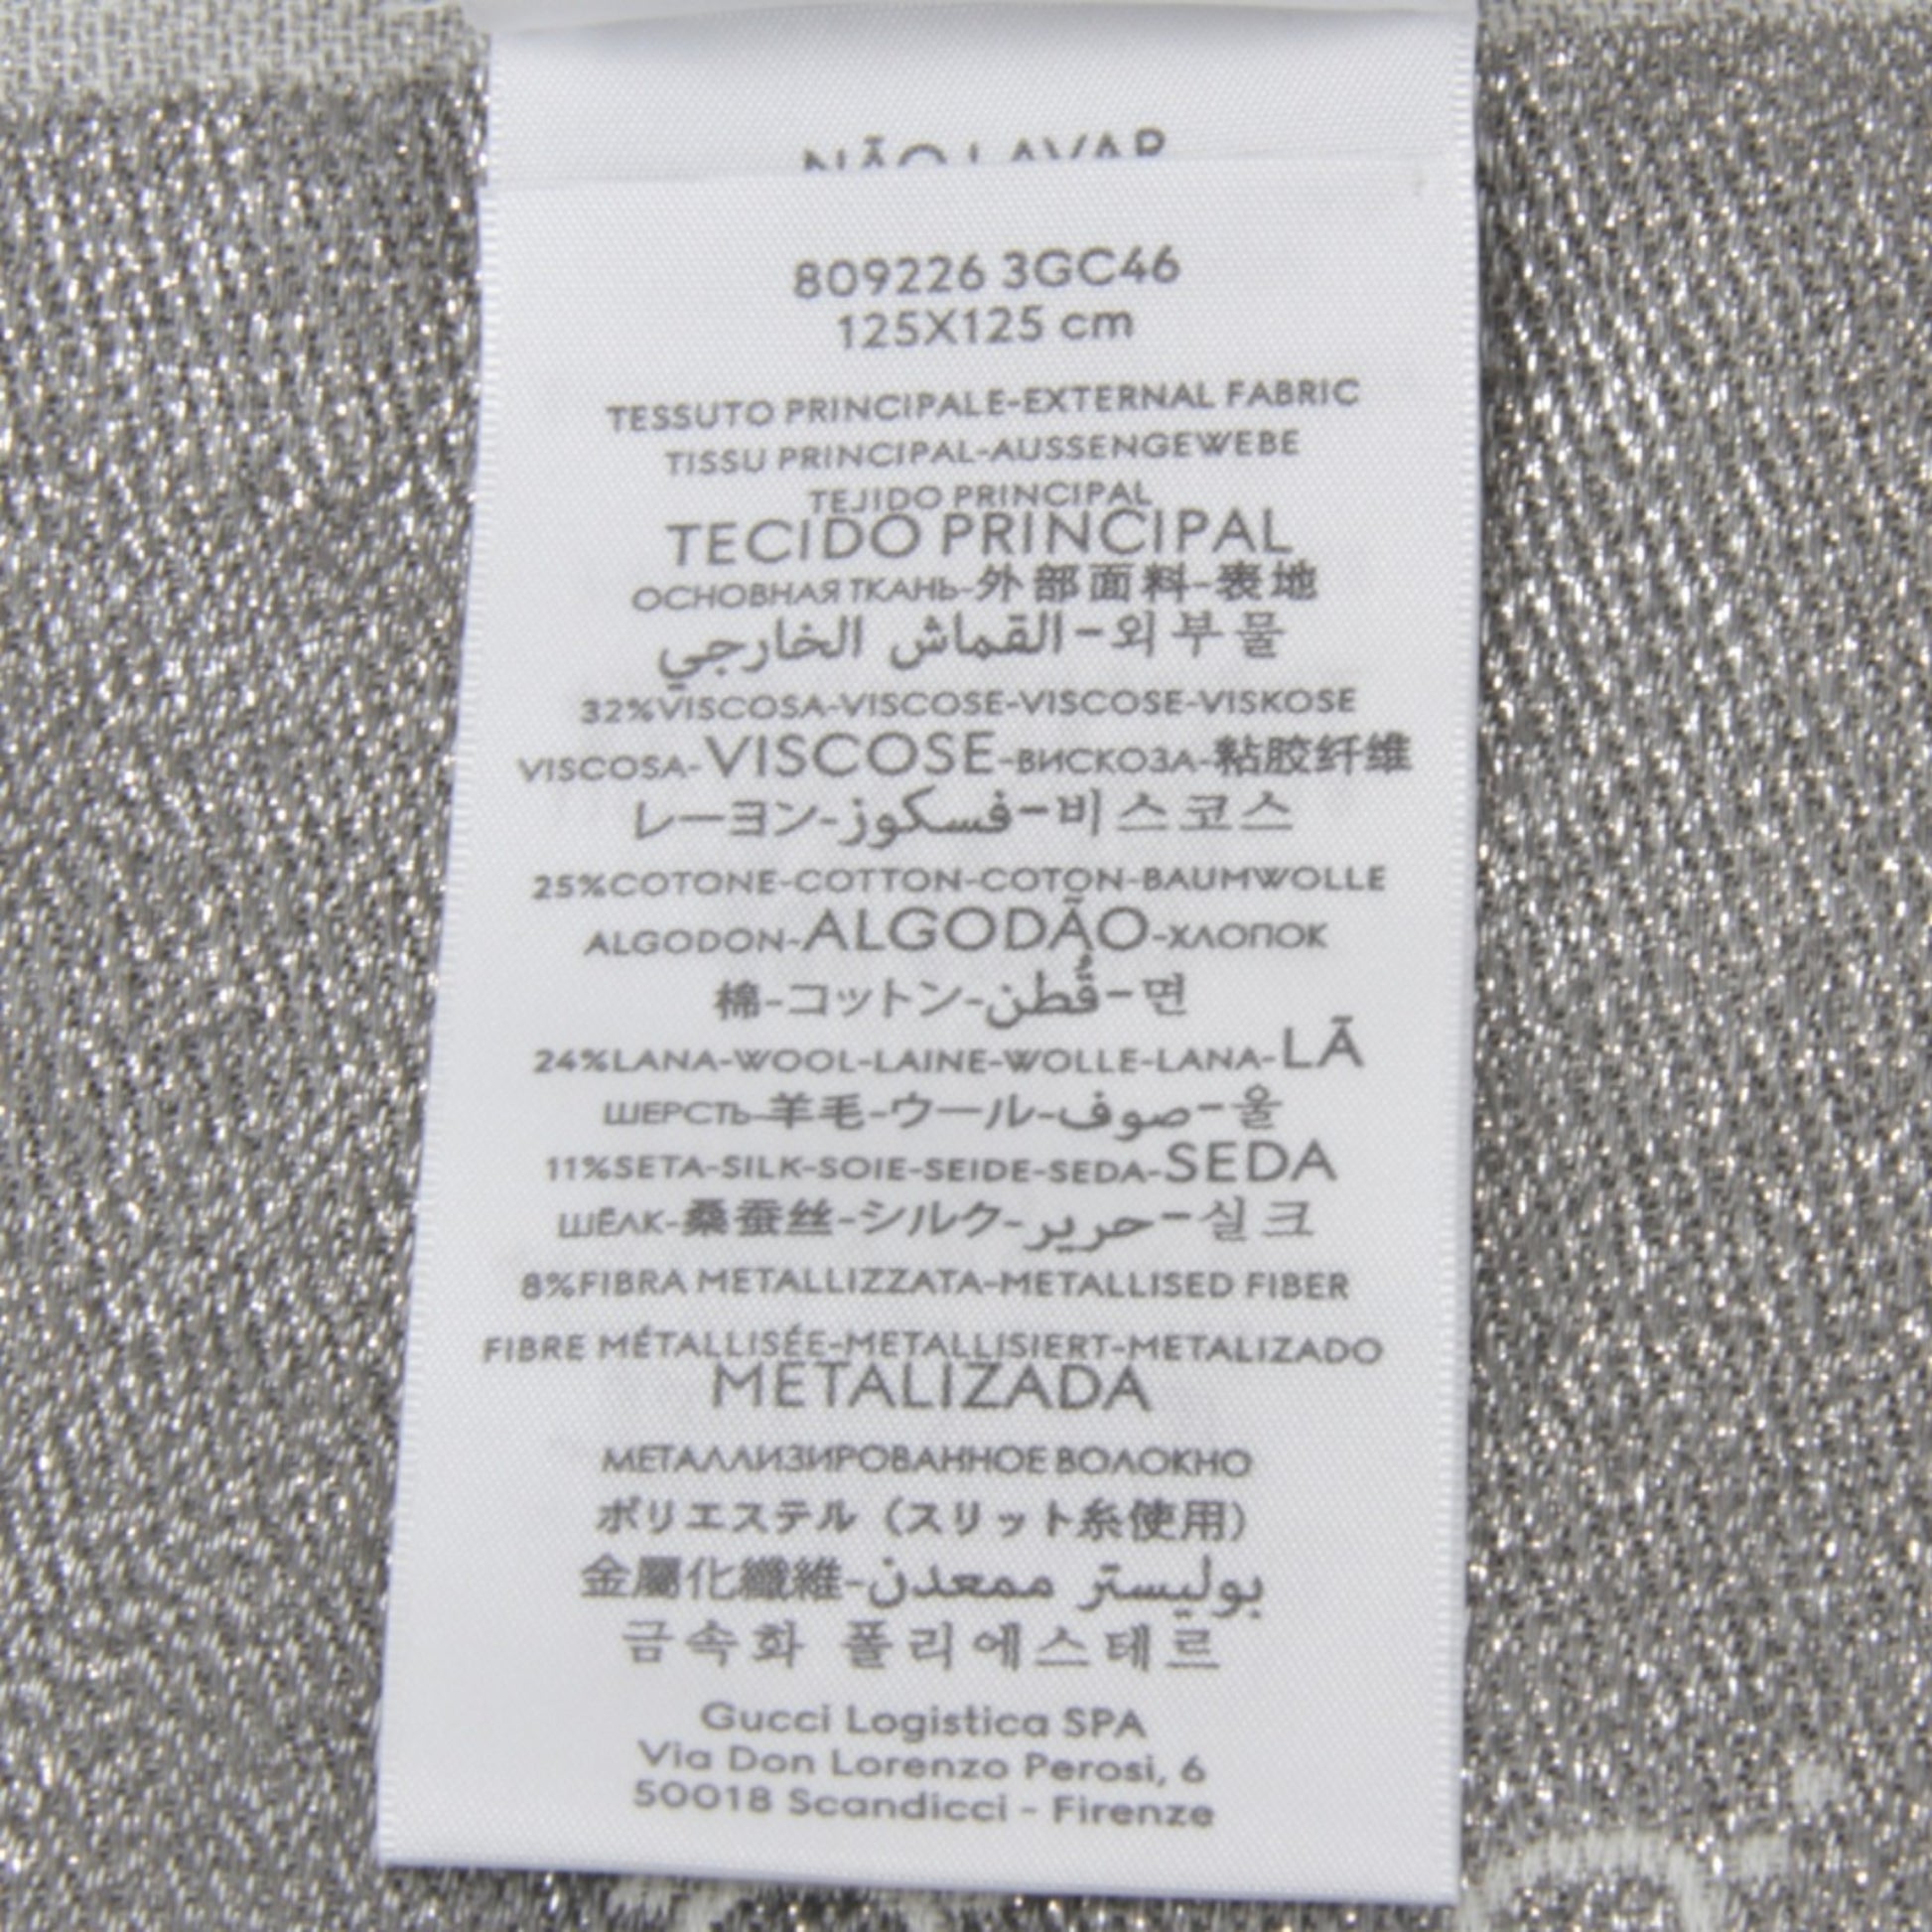 NÃO LAVAR
809226 3GC46
125X125 cm
TESSUTO PRINCIPALE-EXTERNAL FABRIC
TISSU PRINCIPAL-AUSSENGEWEBE
TEJIDO PRINCIPAL
TECIDO PRINCIPAL
ОСНОВНАЯ ТКАНЬ-外部面料-表地
القماش الخارجي-외부물
32%VISCOSA-VISCOSE-VISCOSE-VISKOSE
VISCOSA-VISCOSE-ВИСКОЗА-粘胶纤维
レーヨン-فسكوز-비스코스
25%COTONE-COTTON-COTON-BAUMWOLLE
ALGODON-ALGODÃO-ХЛОПОК
棉-コットン-قُطن-면
24%LANA-WOOL-LAINE-WOLLE-LANA-LÃ
ШЕРСТЬ-羊毛-ウール-صوف-울
11%SETA-SILK-SOIE-SEIDE-SEDA-SEDA
ШЁЛК-桑蚕丝-シルク-حرير-실크
8%FIBRA METALLIZZATA-METALLISED FIBER
FIBRE MÉTALLISÉE-METALLISIERT-METALIZADO
METALIZADA
МЕТАЛЛИЗИРОВАННОЕ ВОЛОКНО
ポリエステル（スリット糸使用）
金屬化纖維-بوليستر ممعدن
금속화 폴리에스테르
Gucci Logistica SPA
Via Don Lorenzo Perosi, 6
50018 Scandicci - Firenze